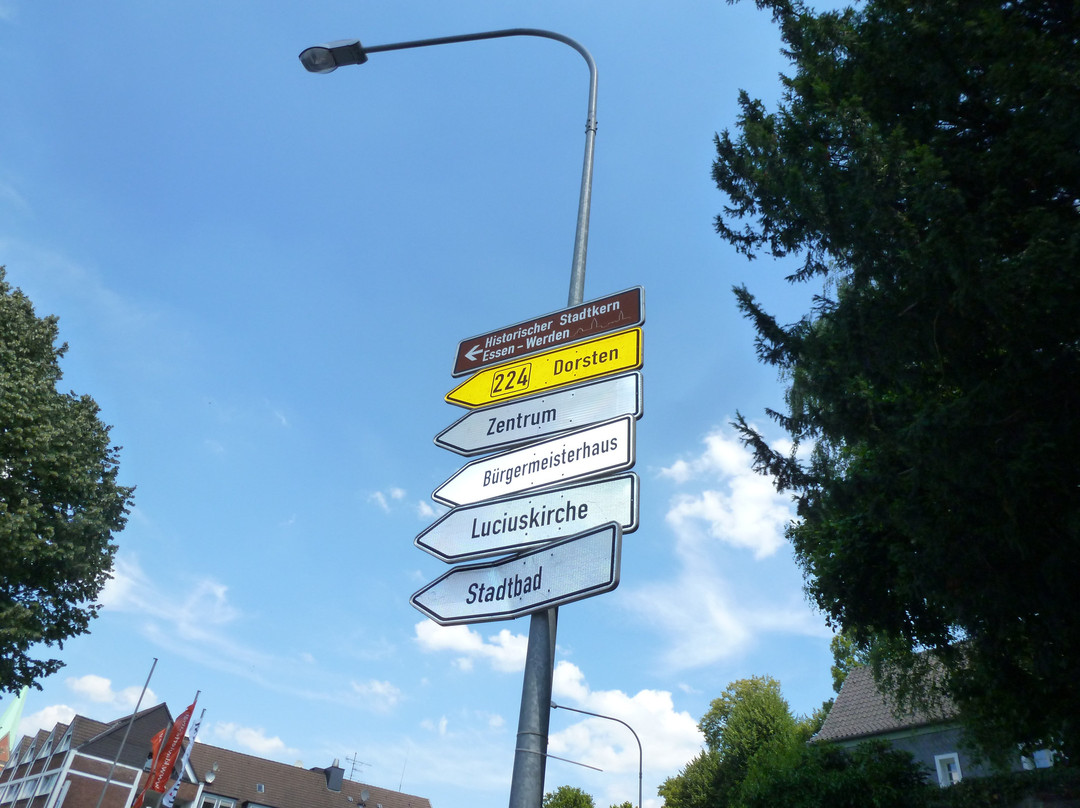 Historischer Stadtkern
Essen - Werden
224 Dorsten
Zentrum
Bürgermeisterhaus
Luciuskirche
Stadtbad